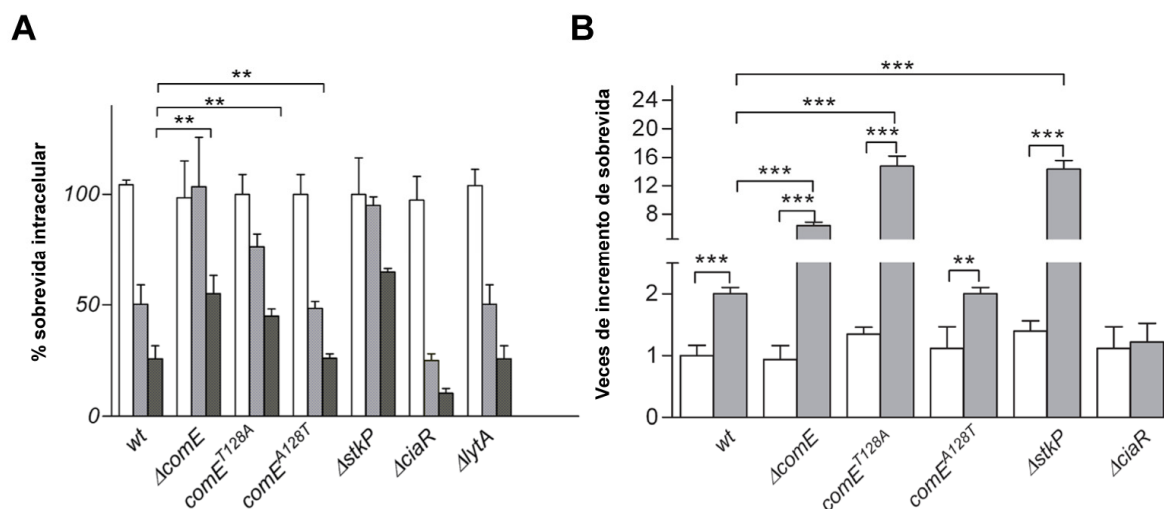 A
B
% sobrevida intracelular
100
50
0
**
**
**
wt
ΔcomE
comE^T128A
comE^A128T
ΔstkP
ΔciaR
ΔlytA
Veces de incremento de sobrevida
24
20
16
12
8
2
1
0
***
***
***
***
***
***
**
***
wt
ΔcomE
comE^T128A
comE^A128T
ΔstkP
ΔciaR